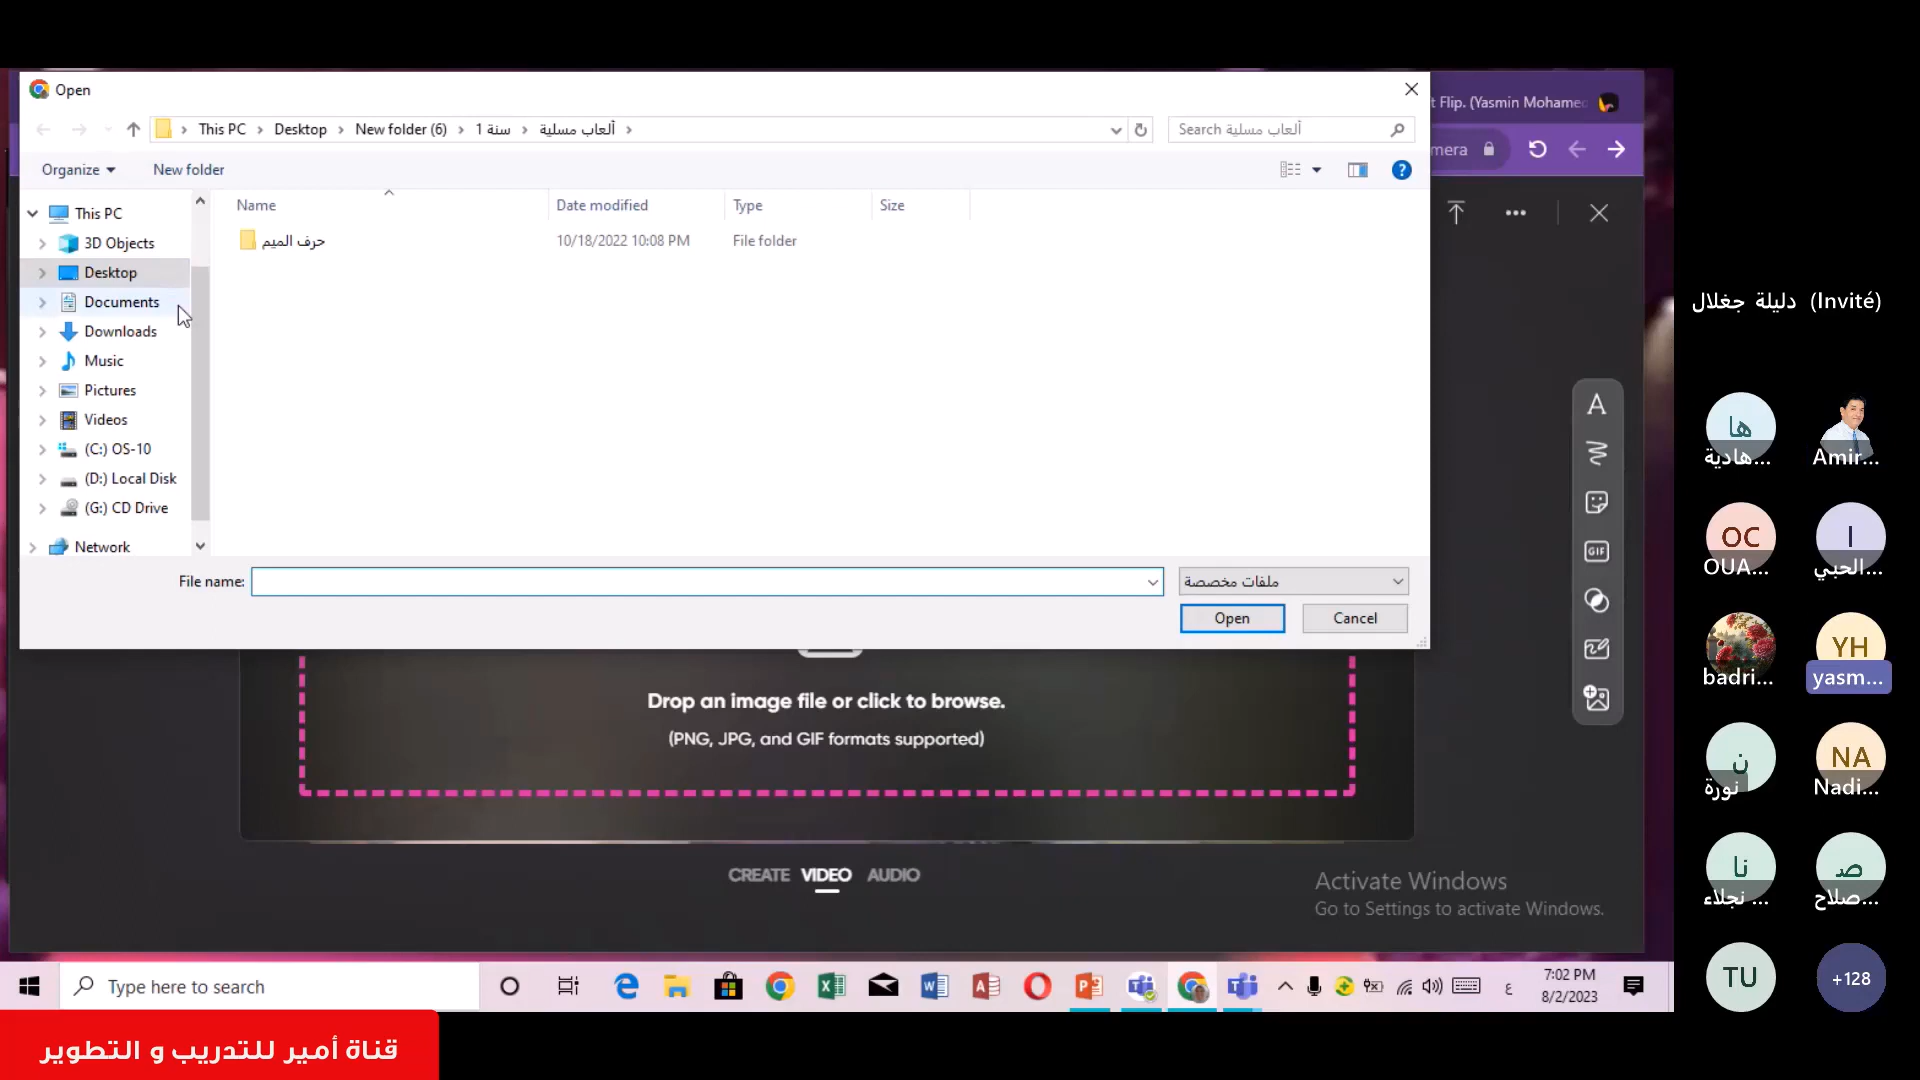 Open
t Flip. (Yasmin Mohamed
This PC > Desktop > New folder (6) > سنة 1 > ألعاب مسلية >
Search ألعاب مسلية
mera
Organize
New folder
Name
Date modified
Type
Size
حرف الميم
10/18/2022 10:08 PM
File folder
This PC
3D Objects
Desktop
Documents
Downloads
Music
Pictures
Videos
(C:) OS-10
(D:) Local Disk
(G:) CD Drive
Network
File name:
ملفات مخصصة
Open
Cancel
A
GIF
Drop an image file or click to browse.
(PNG, JPG, and GIF formats supported)
CREATE VIDEO AUDIO
Activate Windows
Go to Settings to activate Windows.
Type here to search
ع
7:02 PM
8/2/2023
قناة أمير للتدريب و التطوير
دليلة جغلال (Invité)
ها
هادية...
Amir...
OC
OUA...
ا
الحبي...
badri...
YH
yasm...
ن
نورة
NA
Nadi...
نا
نجلاء ...
ص
صلاح...
TU
+128